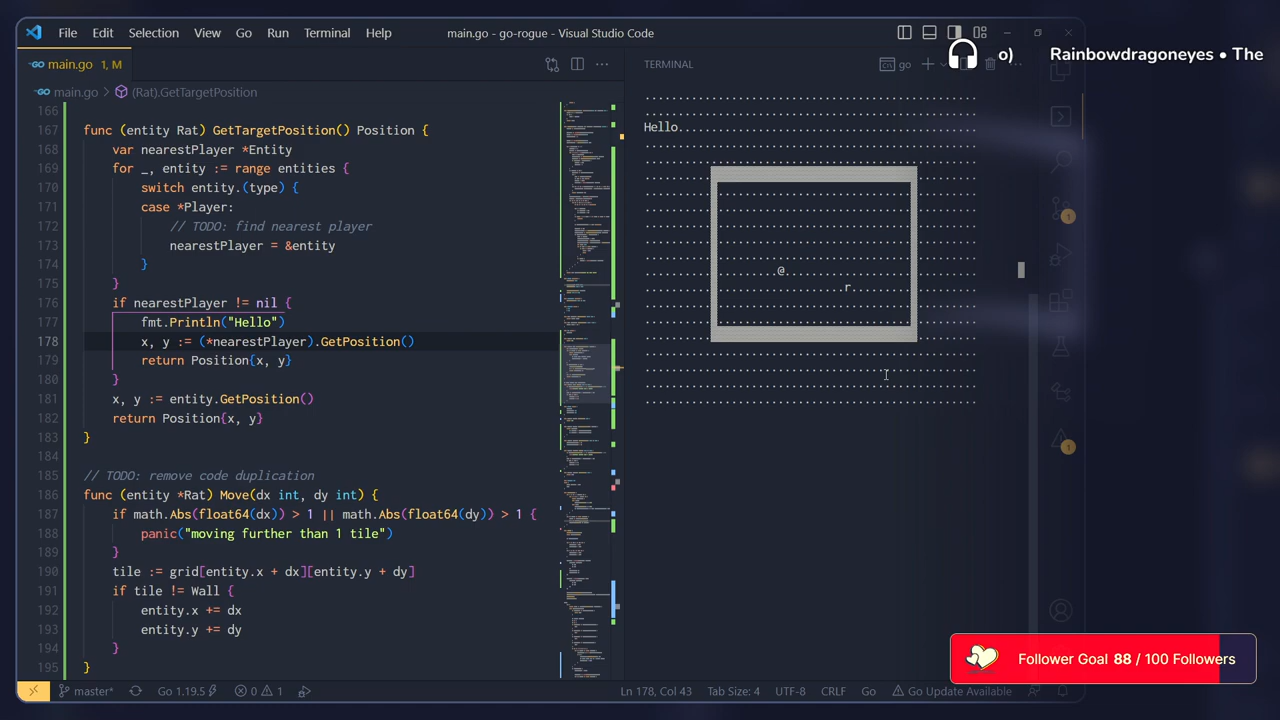 File Edit Selection View Go Run Terminal Help
main.go - go-rogue - Visual Studio Code
Rainbowdragoneyes • The
main.go 1, M
main.go > (Rat).GetTargetPosition
166
167 func (entity Rat) GetTargetPosition() Position {
168 var nearestPlayer *Entity
169 for _, entity := range entities {
170 switch entity.(type) {
171 case *Player:
172 // TODO: find nearest player
173 nearestPlayer = &entity
174 }
175 }
176 if nearestPlayer != nil {
177 fmt.Println("Hello")
178 x, y := (*nearestPlayer).GetPosition()
179 return Position{x, y}
180 }
181 x, y := entity.GetPosition()
182 return Position{x, y}
183 }
184
185 // TODO: remove code duplication
186 func (entity *Rat) Move(dx int, dy int) {
187 if math.Abs(float64(dx)) > 1 || math.Abs(float64(dy)) > 1 {
188 panic("moving further than 1 tile")
189 }
190 tile := grid[entity.x + dx][entity.y + dy]
191 if tile != Wall {
192 entity.x += dx
193 entity.y += dy
194 }
195 }
TERMINAL
go
Hello
@
r
Follower Goal 88 / 100 Followers
master* Go 1.19.5 0 1
Ln 178, Col 43 Tab Size: 4 UTF-8 CRLF Go Go Update Available